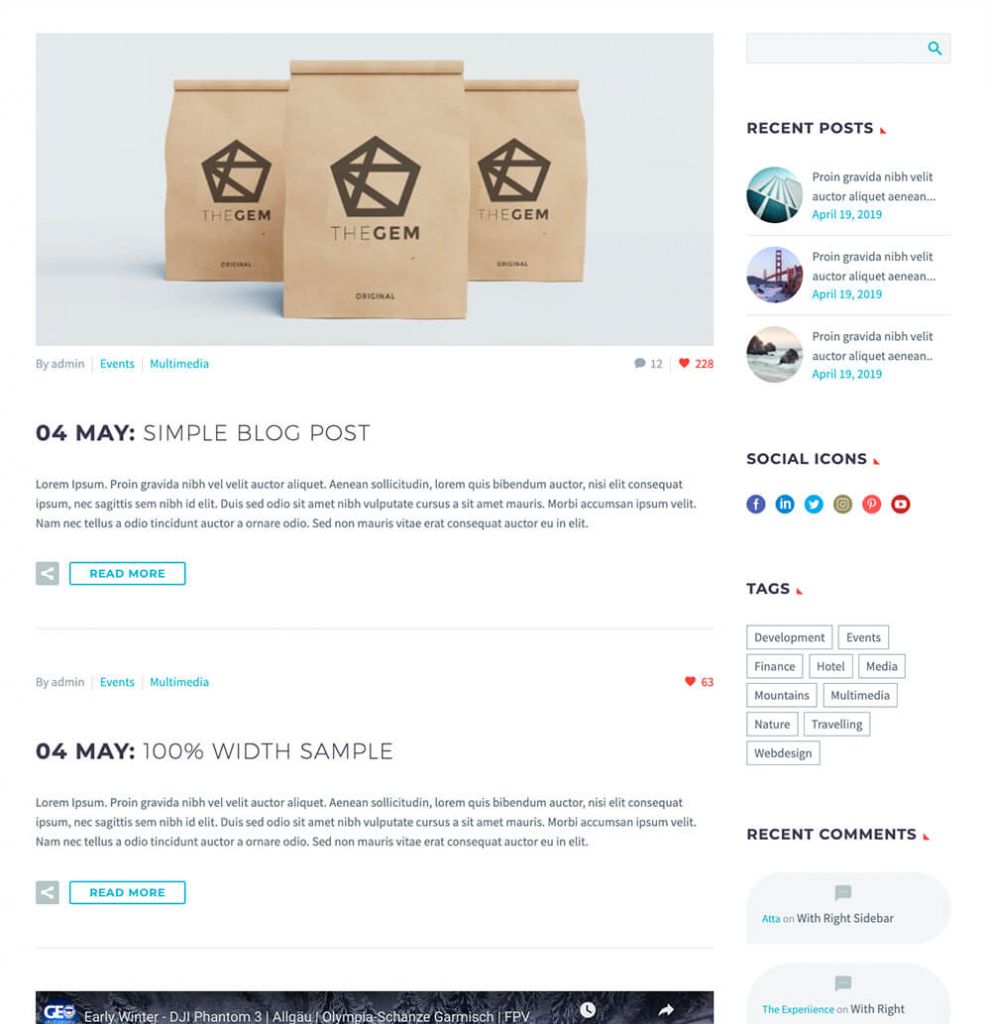 THEGEM
ORIGINAL
THEGEM
ORIGINAL
THEGEM
ORIGINAL
By admin Events Multimedia 12 228
04 MAY: SIMPLE BLOG POST
Lorem Ipsum. Proin gravida nibh vel velit auctor aliquet. Aenean sollicitudin, lorem quis bibendum auctor, nisi elit consequat
ipsum, nec sagittis sem nibh id elit. Duis sed odio sit amet nibh vulputate cursus a sit amet mauris. Morbi accumsan ipsum velit.
Nam nec tellus a odio tincidunt auctor a ornare odio. Sed non mauris vitae erat consequat auctor eu in elit.
READ MORE
By admin Events Multimedia 63
04 MAY: 100% WIDTH SAMPLE
Lorem Ipsum. Proin gravida nibh vel velit auctor aliquet. Aenean sollicitudin, lorem quis bibendum auctor, nisi elit consequat
ipsum, nec sagittis sem nibh id elit. Duis sed odio sit amet nibh vulputate cursus a sit amet mauris. Morbi accumsan ipsum velit.
Nam nec tellus a odio tincidunt auctor a ornare odio. Sed non mauris vitae erat consequat auctor eu in elit.
READ MORE
GEO
Early Winter - DJI Phantom 3 | Allgäu | Olympia-Schanze Garmisch | FPV
RECENT POSTS
Proin gravida nibh velit
auctor aliquet aenean...
April 19, 2019
Proin gravida nibh velit
auctor aliquet aenean...
April 19, 2019
Proin gravida nibh velit
auctor aliquet aenean..
April 19, 2019
SOCIAL ICONS
TAGS
Development Events
Finance Hotel Media
Mountains Multimedia
Nature Travelling
Webdesign
RECENT COMMENTS
Atta on With Right Sidebar
The Experiience on With Right